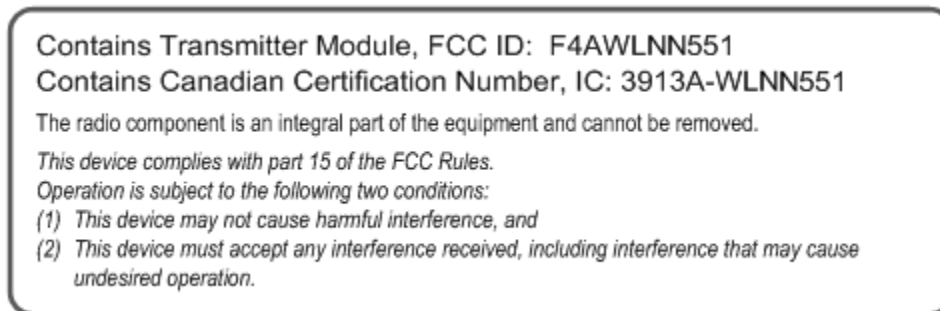 Contains Transmitter Module, FCC ID: F4AWLNN551
Contains Canadian Certification Number, IC: 3913A-WLNN551
The radio component is an integral part of the equipment and cannot be removed.
This device complies with part 15 of the FCC Rules.
Operation is subject to the following two conditions:
(1) This device may not cause harmful interference, and
(2) This device must accept any interference received, including interference that may cause
undesired operation.